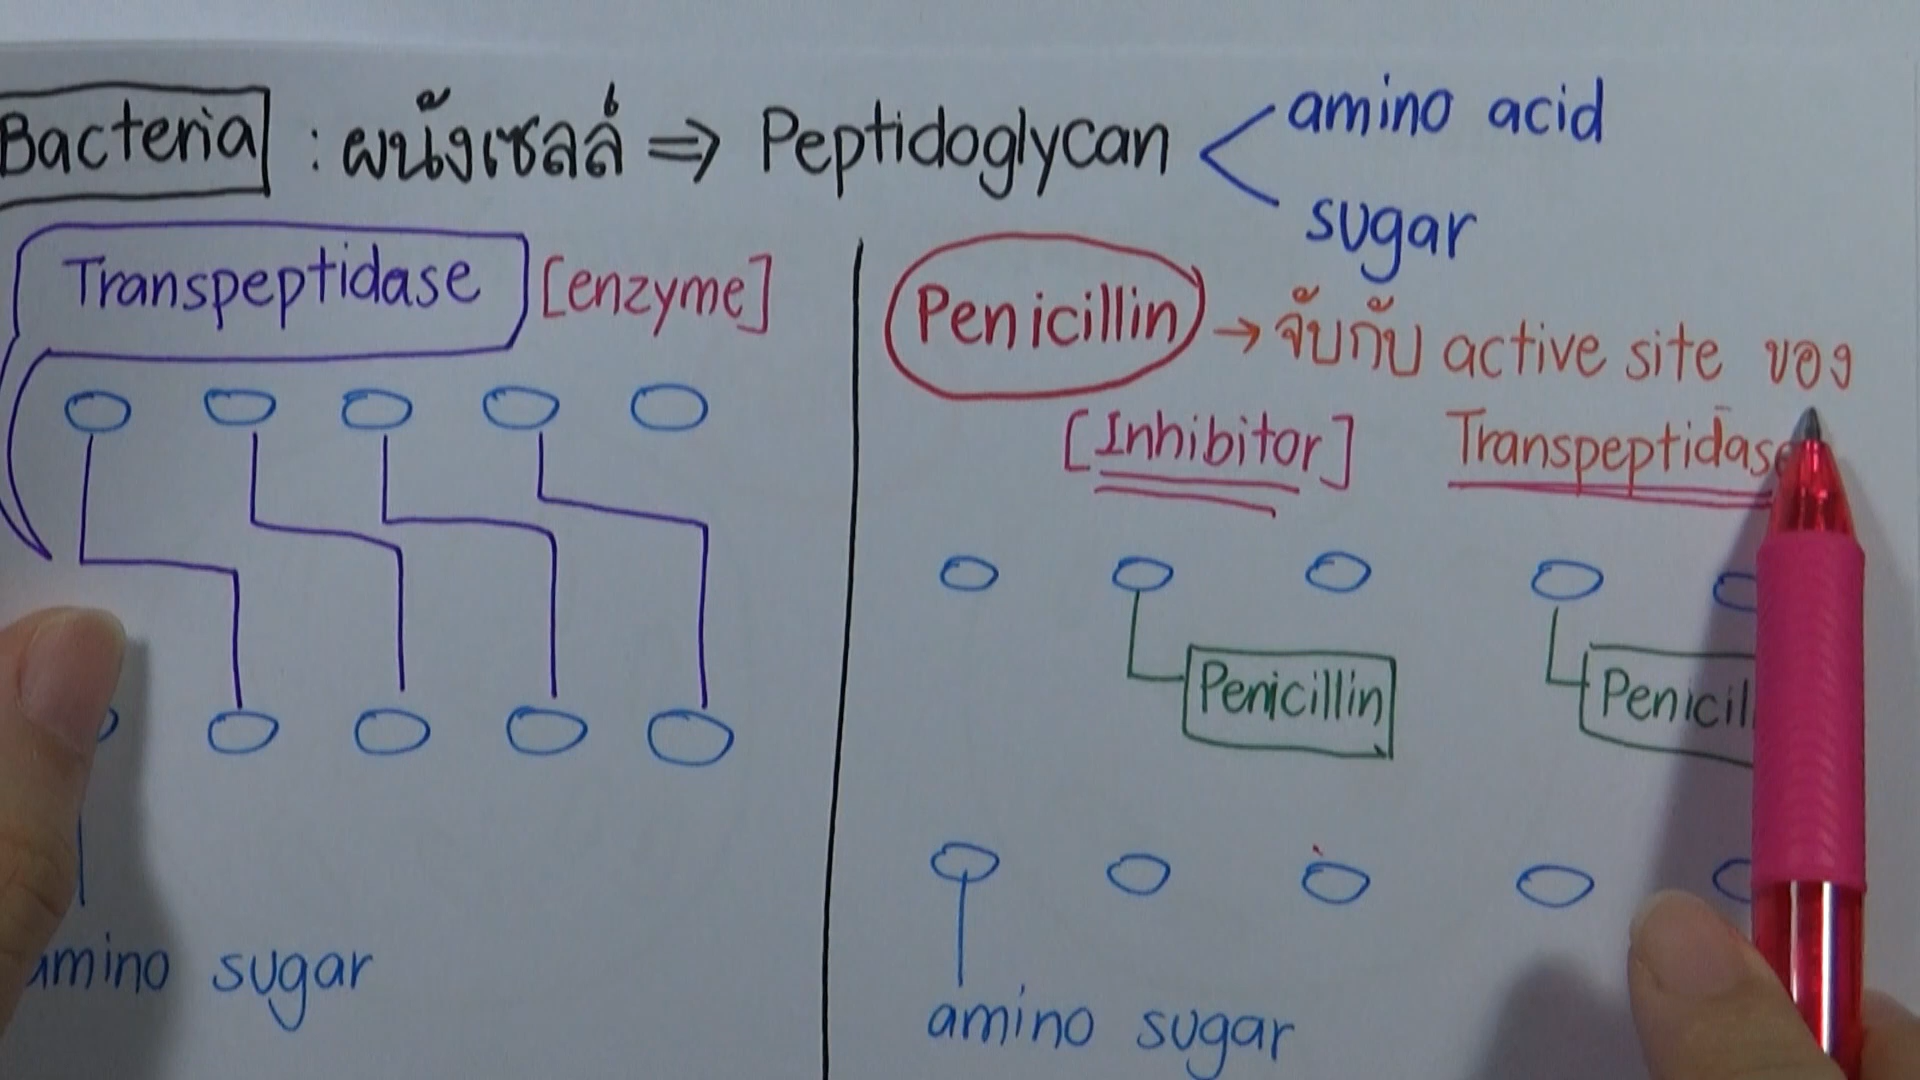 Bacteria : ผนังเซลล์ ⇒ Peptidoglycan
amino acid
sugar
Transpeptidase [enzyme]
amino sugar
Penicillin → จับกับ active site ของ
[Inhibitor] Transpeptidase
Penicillin
amino sugar